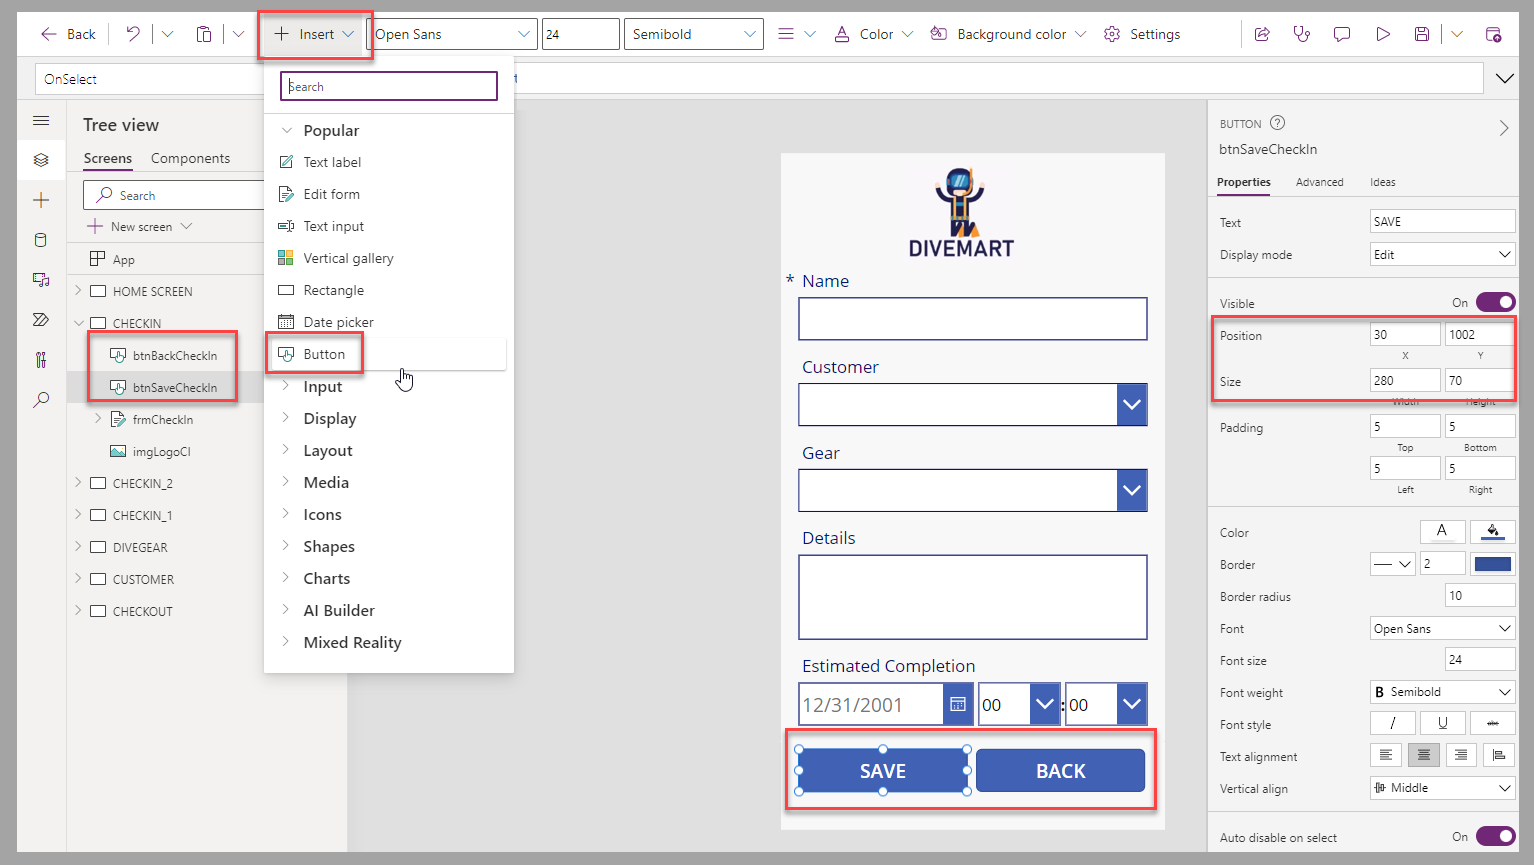 Back
Insert
Open Sans
24
Semibold
Color
Background color
Settings
OnSelect
Tree view
Screens
Components
Search
New screen
App
HOME SCREEN
CHECKIN
btnBackCheckIn
btnSaveCheckIn
frmCheckIn
imgLogoCI
CHECKIN_2
CHECKIN_1
DIVEGEAR
CUSTOMER
CHECKOUT
Search
Popular
Text label
Edit form
Text input
Vertical gallery
Rectangle
Date picker
Button
Input
Display
Layout
Media
Icons
Shapes
Charts
AI Builder
Mixed Reality
DIVEMART
* Name
Customer
Gear
Details
Estimated Completion
12/31/2001 00 : 00
SAVE BACK
BUTTON
btnSaveCheckIn
Properties Advanced Ideas
Text SAVE
Display mode Edit
Visible On
Position 30 1002
X Y
Size 280 70
Width Height
Padding 5 5
Top Bottom
5 5
Left Right
Color A
Border 2
Border radius 10
Font Open Sans
Font size 24
Font weight B Semibold
Font style / U abc
Text alignment
Vertical align Middle
Auto disable on select On